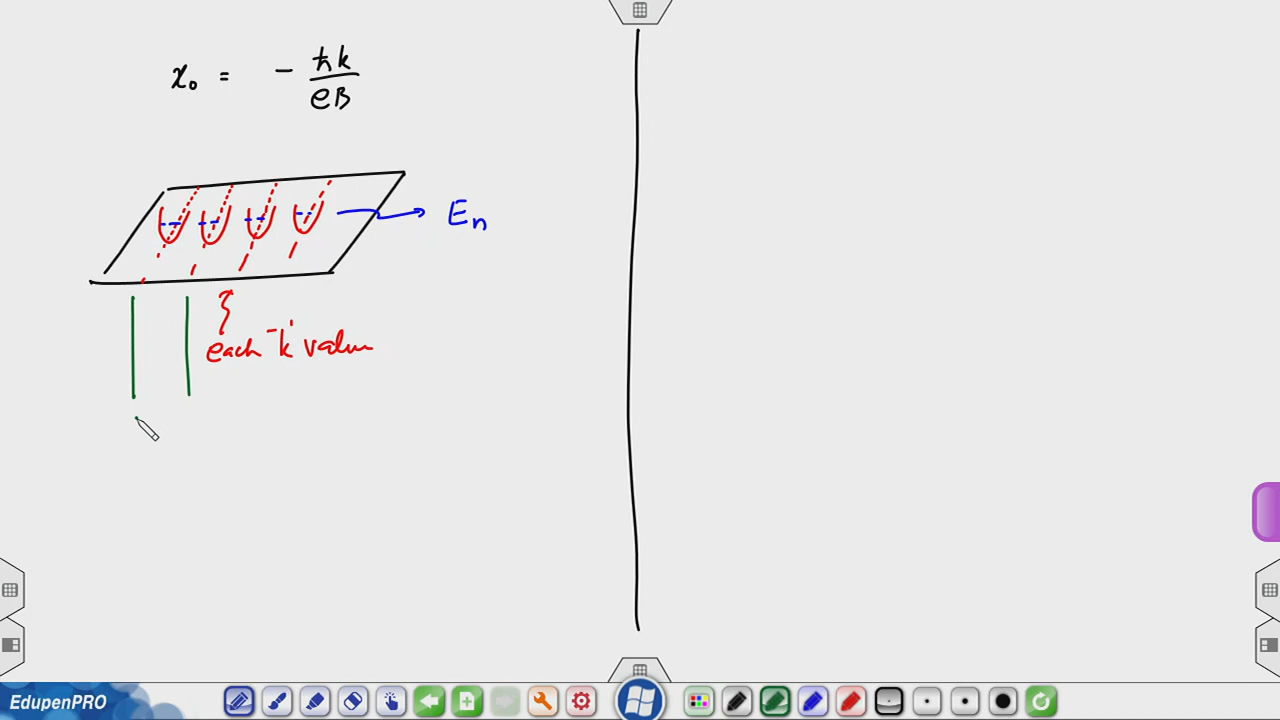 x₀ = - ħk / eB
Eₙ
each 'k' value
EdupenPRO